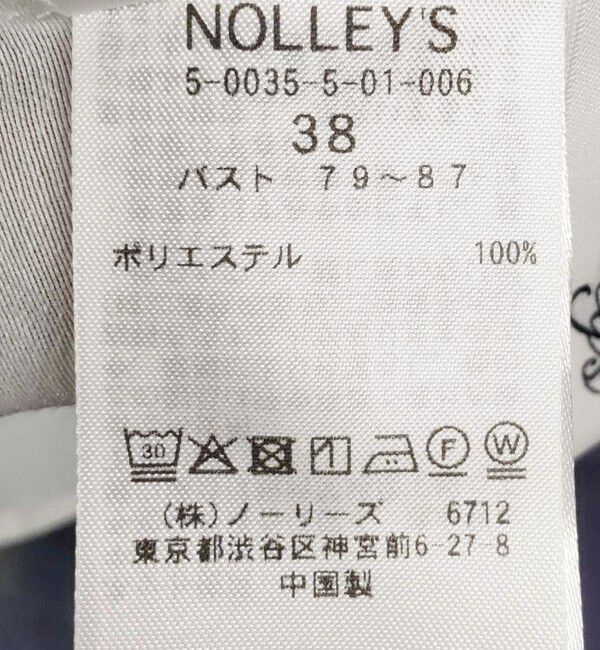 NOLLEY'S
5-0035-5-01-006
38
バスト 79～87
ポリエステル 100%
30 F W
(株)ノーリーズ 6712
東京都渋谷区神宮前6-27-8
中国製